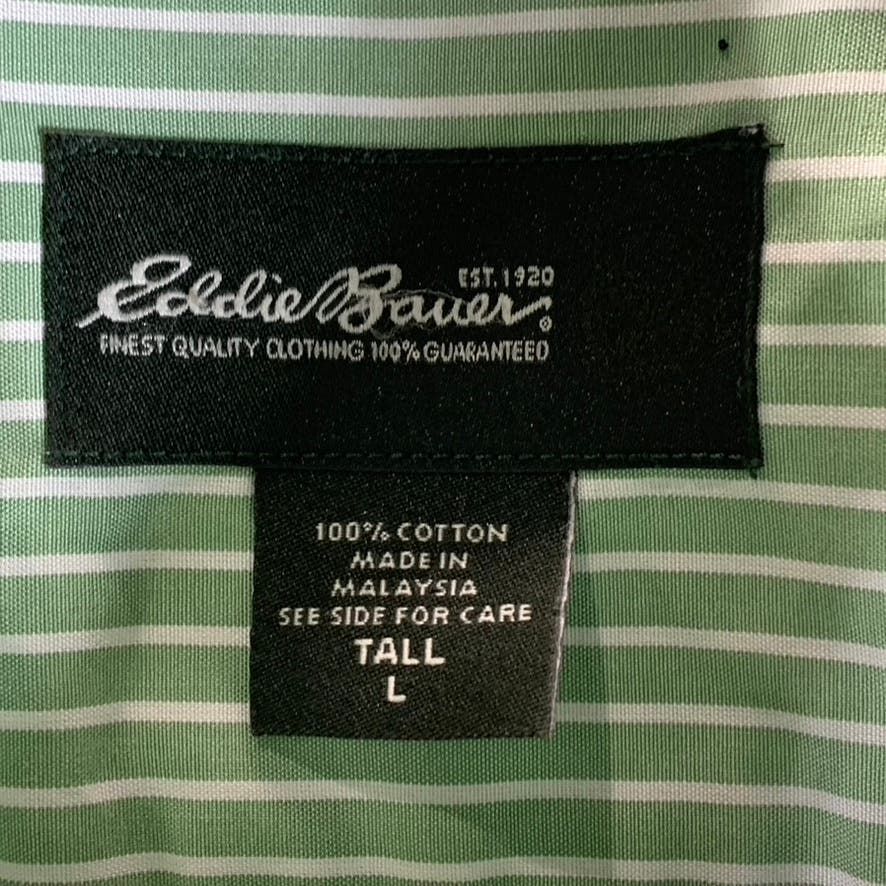 EST. 1920
Eddie Bauer®
FINEST QUALITY CLOTHING 100% GUARANTEED
100% COTTON
MADE IN
MALAYSIA
SEE SIDE FOR CARE
TALL
L